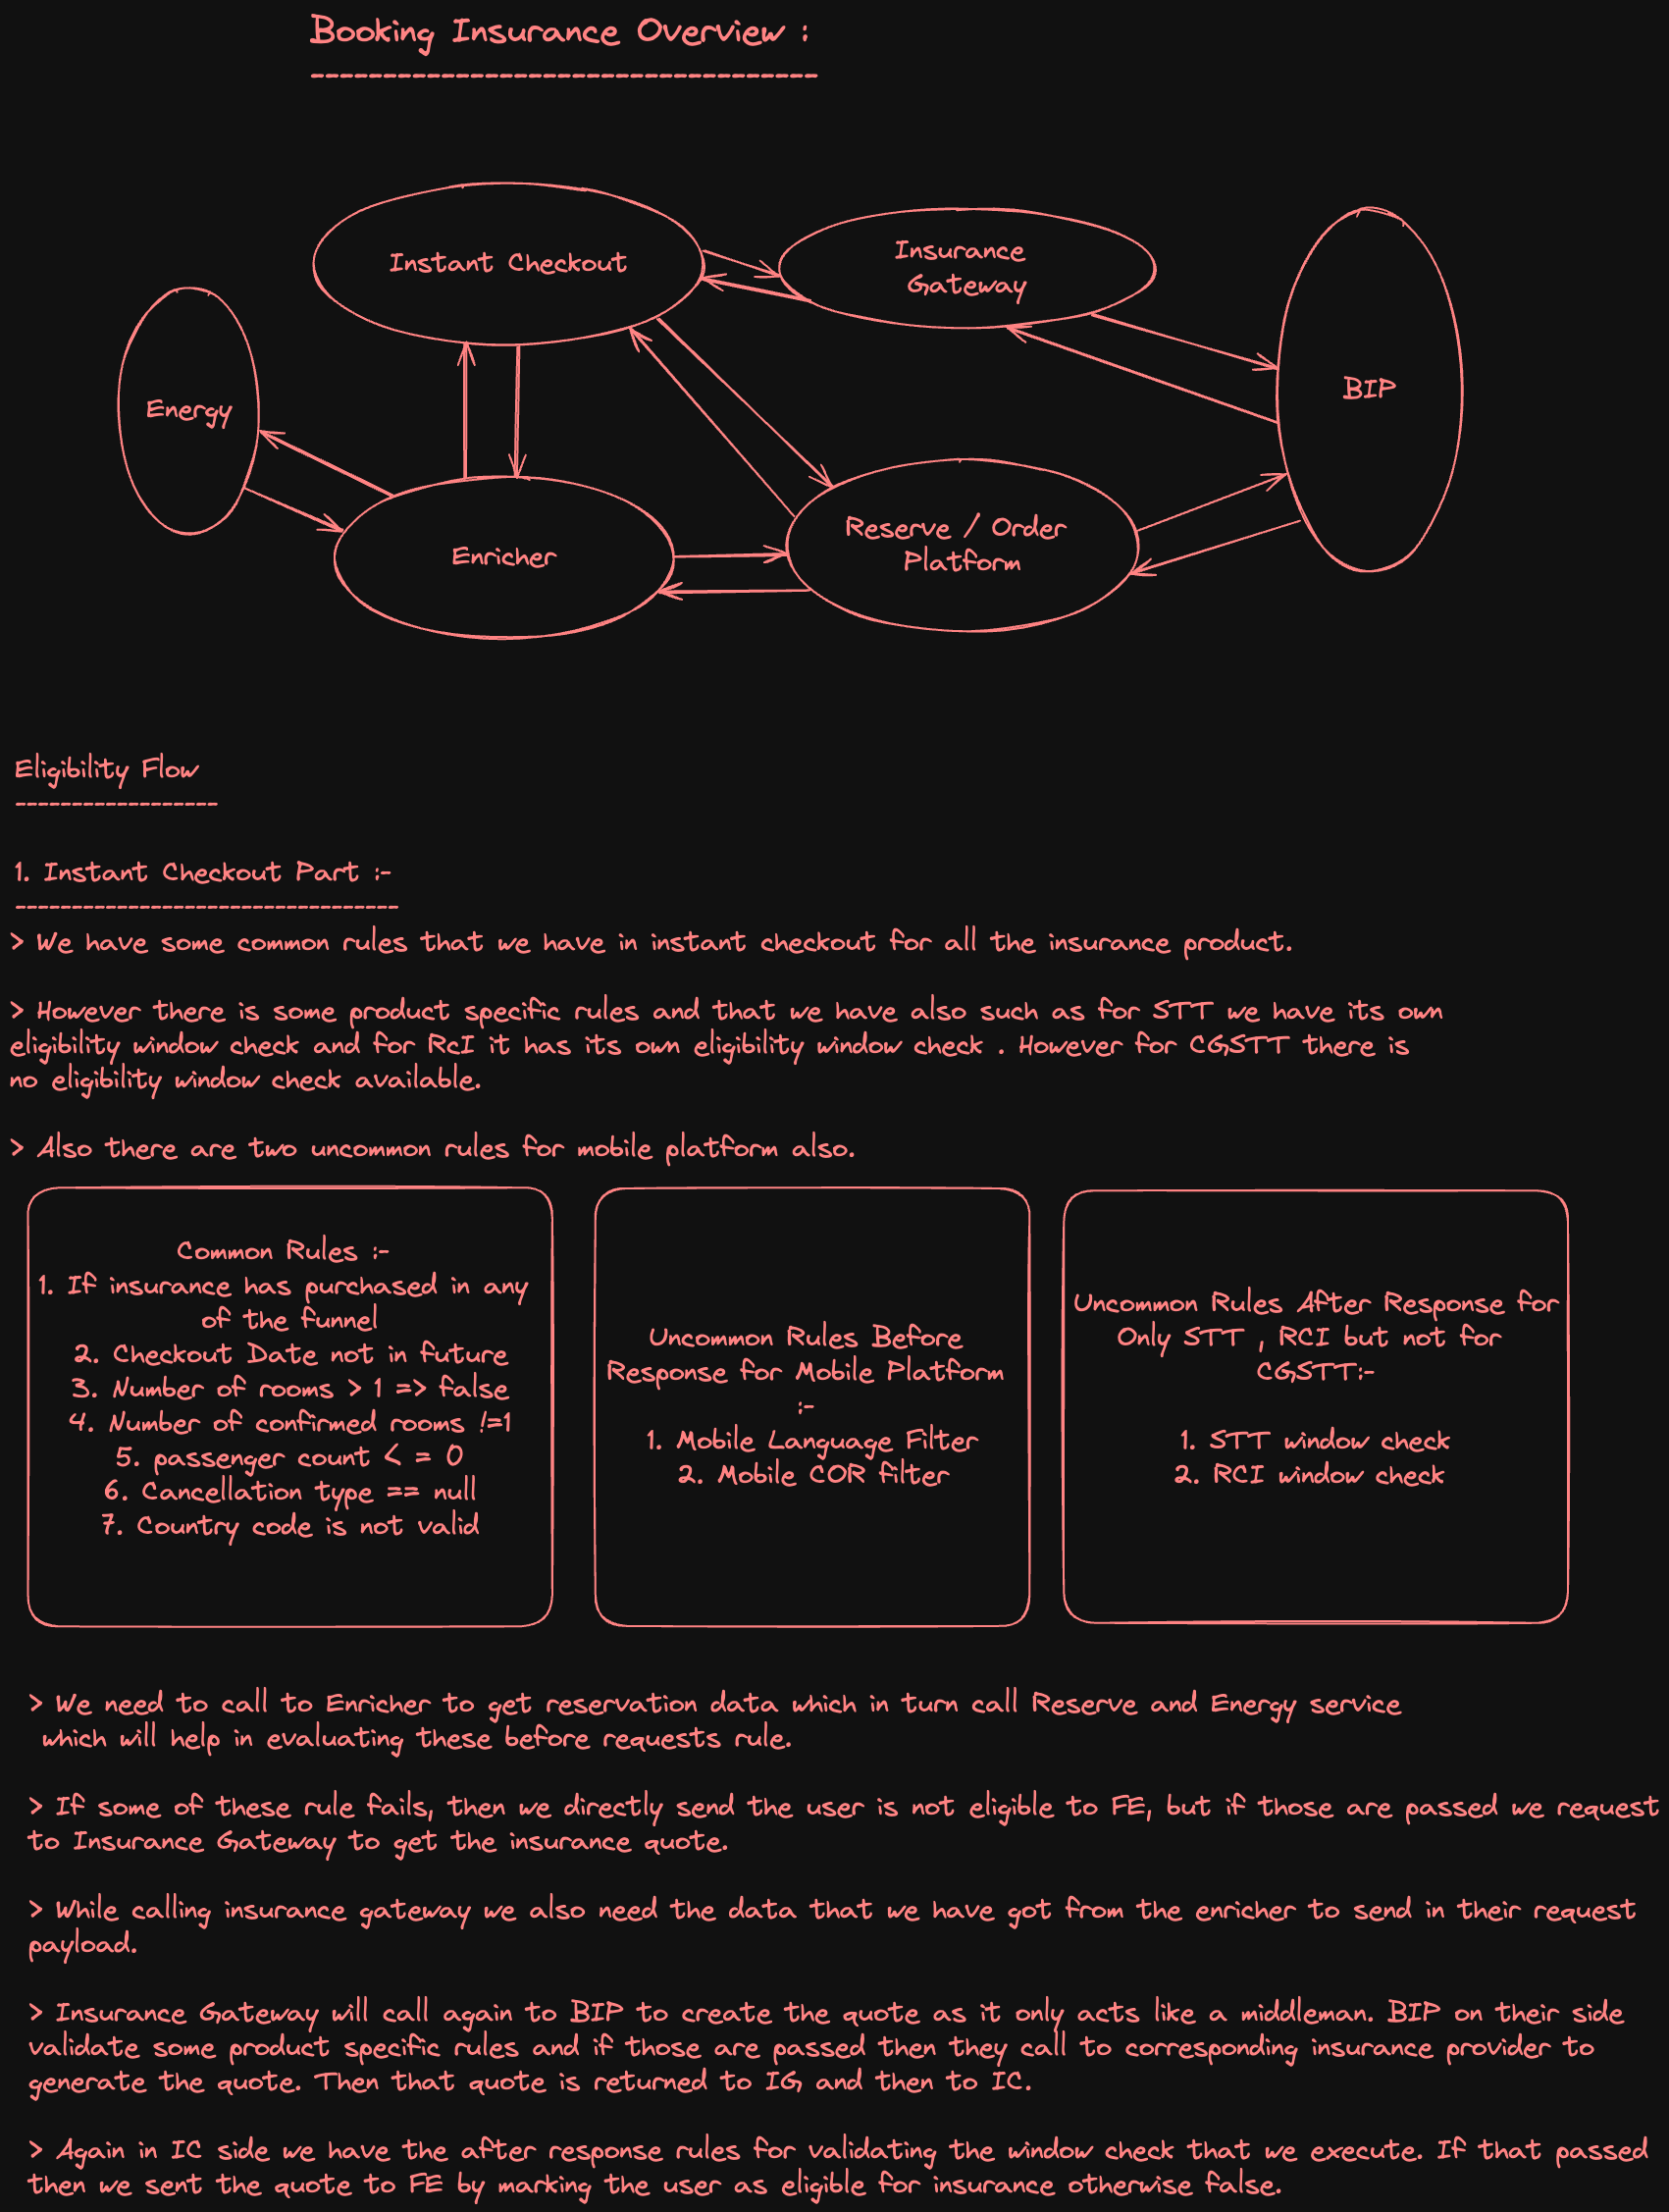 Booking Insurance Overview :
-----------------------------------
Instant Checkout
Insurance
Gateway
BIP
Energy
Enricher
Reserve / Order
Platform
Eligibility Flow
------------------
1. Instant Checkout Part :-
----------------------------------
> We have some common rules that we have in instant checkout for all the insurance product.
> However there is some product specific rules and that we have also such as for STT we have its own
eligibility window check and for RcI it has its own eligibility window check . However for CGSTT there is
no eligibility window check available.
> Also there are two uncommon rules for mobile platform also.
Common Rules :-
1. If insurance has purchased in any
of the funnel
2. Checkout Date not in future
3. Number of rooms > 1 => false
4. Number of confirmed rooms !=1
5. passenger count < = 0
6. Cancellation type == null
7. Country code is not valid
Uncommon Rules Before
Response for Mobile Platform
:-
1. Mobile Language Filter
2. Mobile COR filter
Uncommon Rules After Response for
Only STT , RCI but not for
CGSTT:-
1. STT window check
2. RCI window check
> We need to call to Enricher to get reservation data which in turn call Reserve and Energy service
which will help in evaluating these before requests rule.
> If some of these rule fails, then we directly send the user is not eligible to FE, but if those are passed we request
to Insurance Gateway to get the insurance quote.
> While calling insurance gateway we also need the data that we have got from the enricher to send in their request
payload.
> Insurance Gateway will call again to BIP to create the quote as it only acts like a middleman. BIP on their side
validate some product specific rules and if those are passed then they call to corresponding insurance provider to
generate the quote. Then that quote is returned to IG and then to IC.
> Again in IC side we have the after response rules for validating the window check that we execute. If that passed
then we sent the quote to FE by marking the user as eligible for insurance otherwise false.